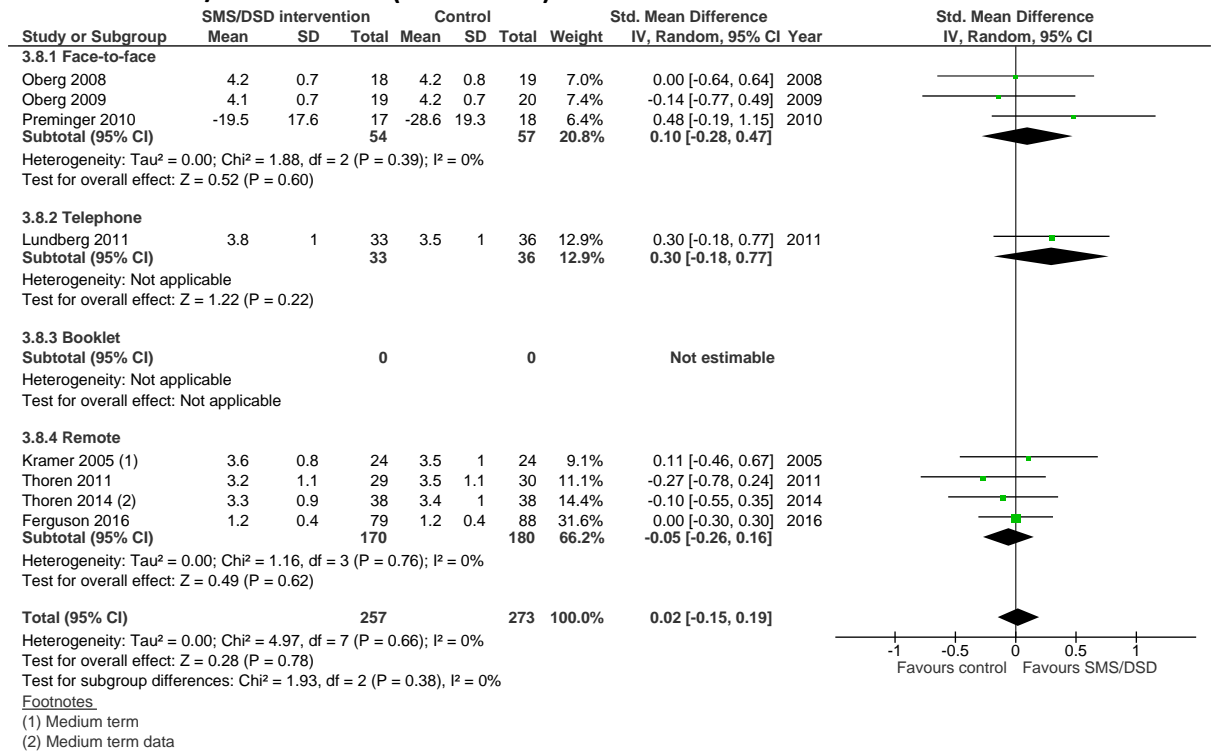 SMS/DSD intervention Control Std. Mean Difference Std. Mean Difference
Study or Subgroup Mean SD Total Mean SD Total Weight IV, Random, 95% CI Year IV, Random, 95% CI
3.8.1 Face-to-face
Oberg 2008 4.2 0.7 18 4.2 0.8 19 7.0% 0.00 [-0.64, 0.64] 2008
Oberg 2009 4.1 0.7 19 4.2 0.7 20 7.4% -0.14 [-0.77, 0.49] 2009
Preminger 2010 -19.5 17.6 17 -28.6 19.3 18 6.4% 0.48 [-0.19, 1.15] 2010
Subtotal (95% CI) 54 57 20.8% 0.10 [-0.28, 0.47]
Heterogeneity: Tau² = 0.00; Chi² = 1.88, df = 2 (P = 0.39); I² = 0%
Test for overall effect: Z = 0.52 (P = 0.60)
3.8.2 Telephone
Lundberg 2011 3.8 1 33 3.5 1 36 12.9% 0.30 [-0.18, 0.77] 2011
Subtotal (95% CI) 33 36 12.9% 0.30 [-0.18, 0.77]
Heterogeneity: Not applicable
Test for overall effect: Z = 1.22 (P = 0.22)
3.8.3 Booklet
Subtotal (95% CI) 0 0 Not estimable
Heterogeneity: Not applicable
Test for overall effect: Not applicable
3.8.4 Remote
Kramer 2005 (1) 3.6 0.8 24 3.5 1 24 9.1% 0.11 [-0.46, 0.67] 2005
Thoren 2011 3.2 1.1 29 3.5 1.1 30 11.1% -0.27 [-0.78, 0.24] 2011
Thoren 2014 (2) 3.3 0.9 38 3.4 1 38 14.4% -0.10 [-0.55, 0.35] 2014
Ferguson 2016 1.2 0.4 79 1.2 0.4 88 31.6% 0.00 [-0.30, 0.30] 2016
Subtotal (95% CI) 170 180 66.2% -0.05 [-0.26, 0.16]
Heterogeneity: Tau² = 0.00; Chi² = 1.16, df = 3 (P = 0.76); I² = 0%
Test for overall effect: Z = 0.49 (P = 0.62)
Total (95% CI) 257 273 100.0% 0.02 [-0.15, 0.19]
Heterogeneity: Tau² = 0.00; Chi² = 4.97, df = 7 (P = 0.66); I² = 0%
Test for overall effect: Z = 0.28 (P = 0.78)
Test for subgroup differences: Chi² = 1.93, df = 2 (P = 0.38), I² = 0%
-1 -0.5 0 0.5 1
Favours control Favours SMS/DSD
Footnotes
(1) Medium term
(2) Medium term data